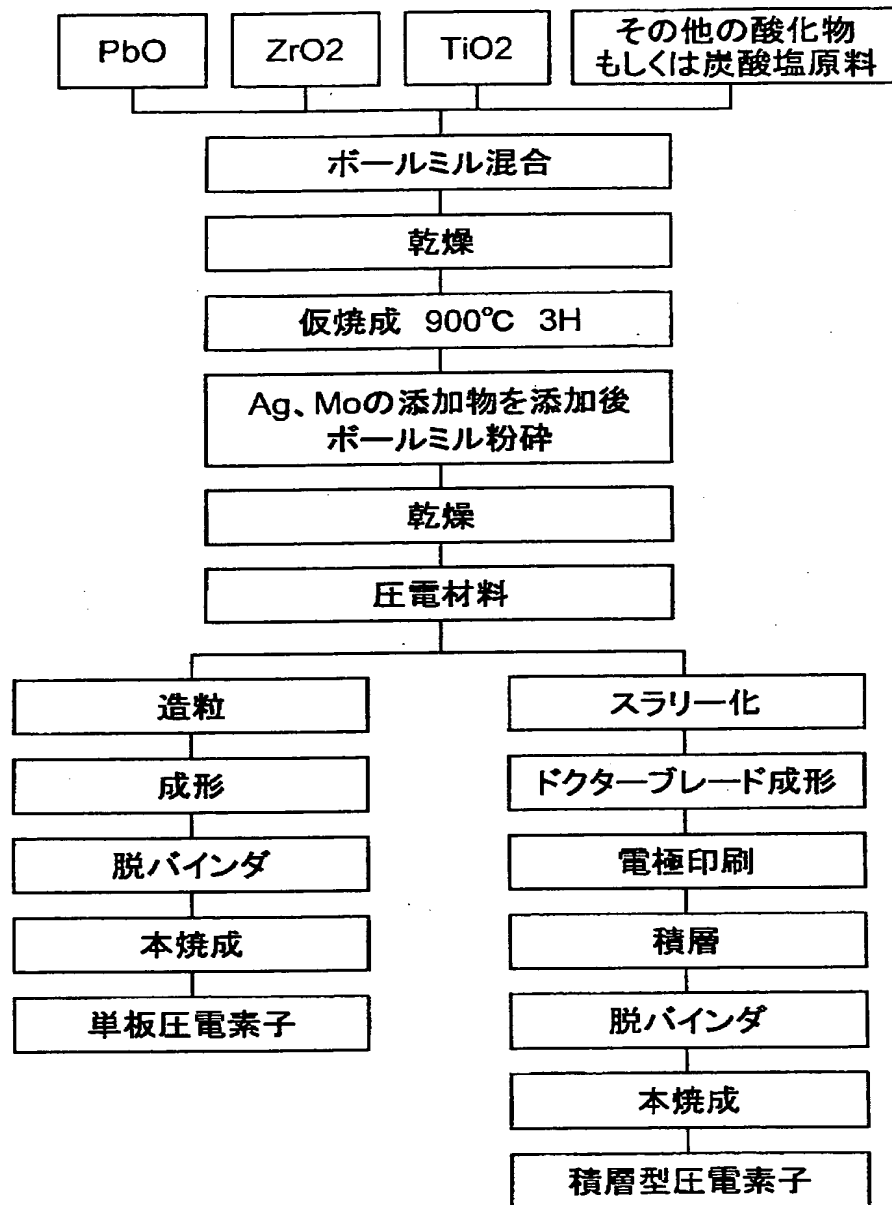 PbO
ZrO2
TiO2
その他の酸化物
もしくは炭酸塩原料
ボールミル混合
乾燥
仮焼成 900℃ 3H
Ag、Moの添加物を添加後
ボールミル粉砕
乾燥
圧電材料
造粒
成形
脱バインダ
本焼成
単板圧電素子
スラリー化
ドクターブレード成形
電極印刷
積層
脱バインダ
本焼成
積層型圧電素子